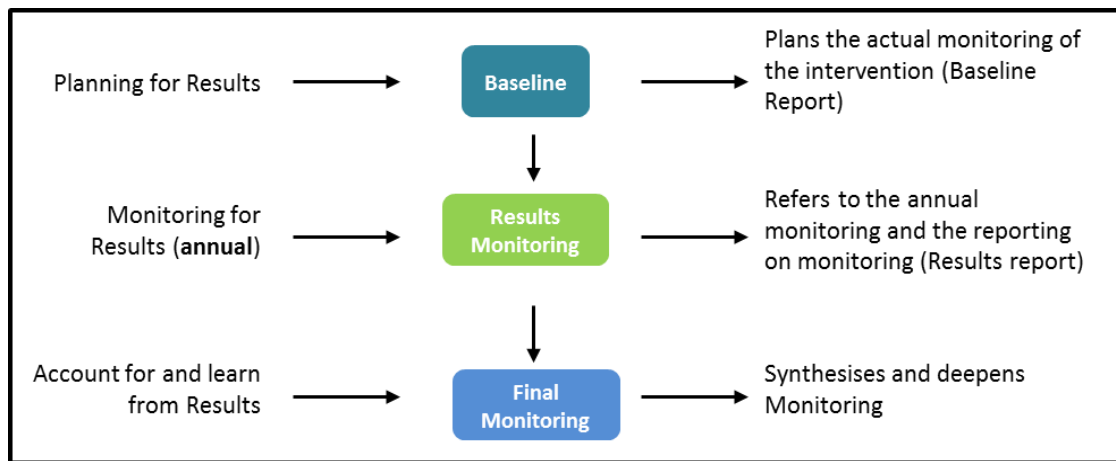 Planning for Results
Baseline
Plans the actual monitoring of
the intervention (Baseline
Report)
Monitoring for
Results (annual)
Results
Monitoring
Refers to the annual
monitoring and the reporting
on monitoring (Results report)
Account for and learn
from Results
Final
Monitoring
Synthesises and deepens
Monitoring